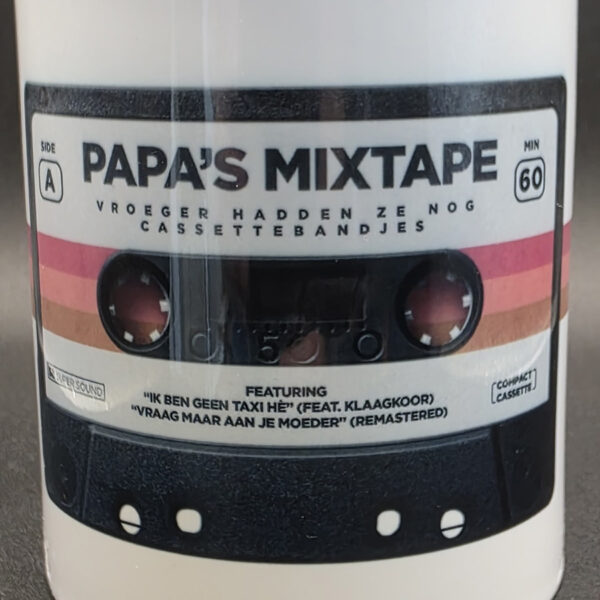 SIDE
A
PAPA'S MIXTAPE
MIN
60
VROEGER HADDEN ZE NOG
CASSETTEBANDJES
50
SUPER SOUND
FEATURING
“IK BEN GEEN TAXI HÈ” (FEAT. KLAAGKOOR)
“VRAAG MAAR AAN JE MOEDER” (REMASTERED)
COMPACT
CASSETTE